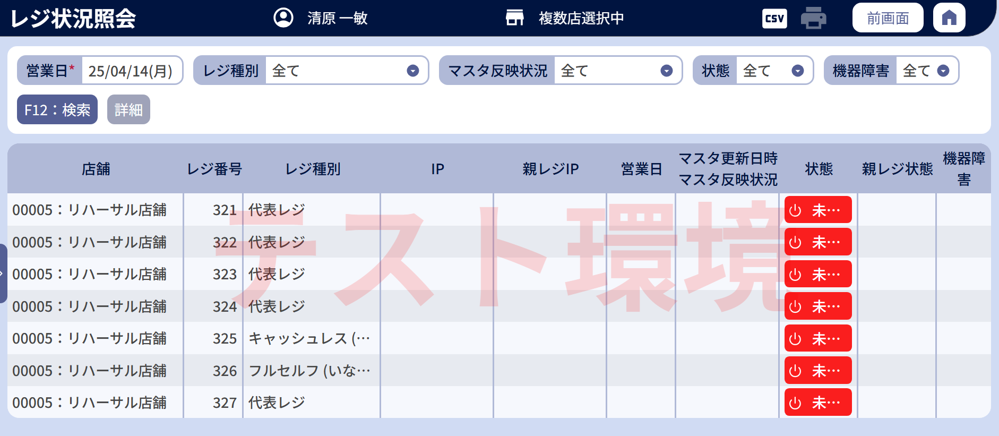 レジ状況照会
清原 一敏
複数店選択中
CSV
前画面
営業日* 25/04/14(月)
レジ種別 全て
マスタ反映状況 全て
状態 全て
機器障害 全て
F12：検索
詳細
店舗 レジ番号 レジ種別 IP 親レジIP 営業日 マスタ更新日時 マスタ反映状況 状態 親レジ状態 機器障害
00005：リハーサル店舗 321 代表レジ 未…
00005：リハーサル店舗 322 代表レジ 未…
00005：リハーサル店舗 323 代表レジ 未…
00005：リハーサル店舗 324 代表レジ 未…
00005：リハーサル店舗 325 キャッシュレス (… 未…
00005：リハーサル店舗 326 フルセルフ (いな… 未…
00005：リハーサル店舗 327 代表レジ 未…
テスト環境